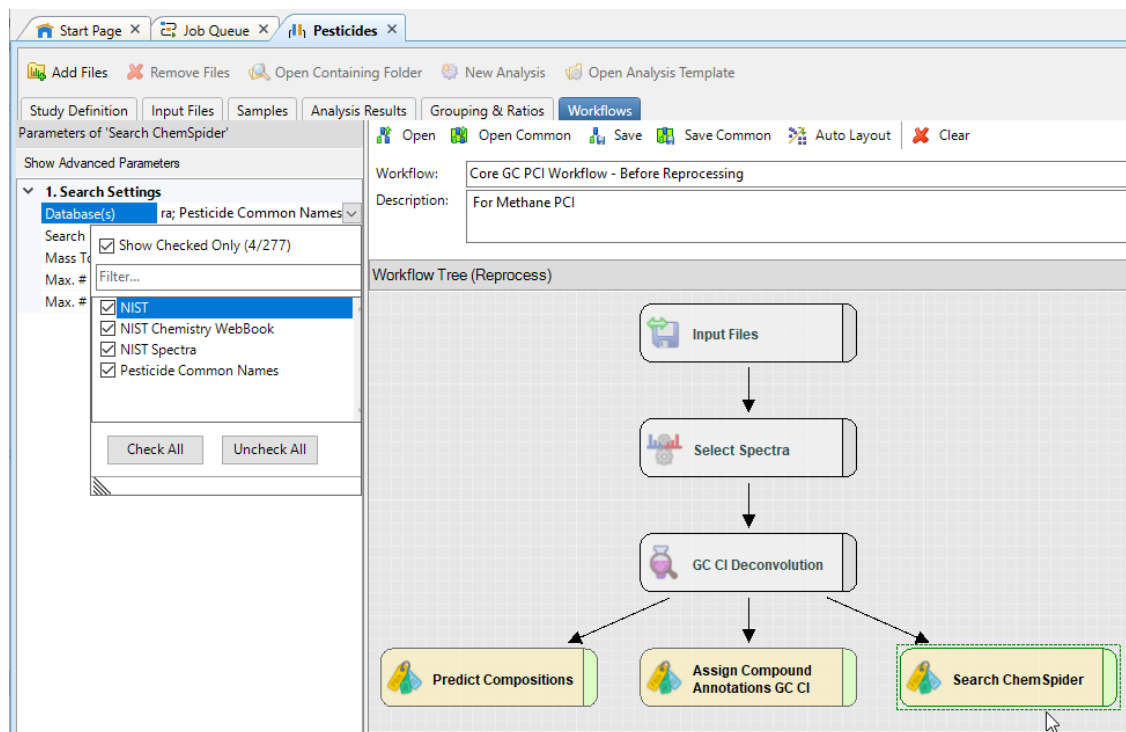 Start Page
Job Queue
Pesticides
Add Files
Remove Files
Open Containing Folder
New Analysis
Open Analysis Template
Study Definition
Input Files
Samples
Analysis Results
Grouping & Ratios
Workflows
Parameters of 'Search ChemSpider'
Show Advanced Parameters
1. Search Settings
Database(s) ra; Pesticide Common Names
Search
Mass
Max. #
Max. #
Show Checked Only (4/277)
Filter...
NIST
NIST Chemistry WebBook
NIST Spectra
Pesticide Common Names
Check All
Uncheck All
Open
Open Common
Save
Save Common
Auto Layout
Clear
Workflow: Core GC PCI Workflow - Before Reprocessing
Description: For Methane PCI
Workflow Tree (Reprocess)
Input Files
Select Spectra
GC CI Deconvolution
Predict Compositions
Assign Compound
Annotations GC CI
Search ChemSpider